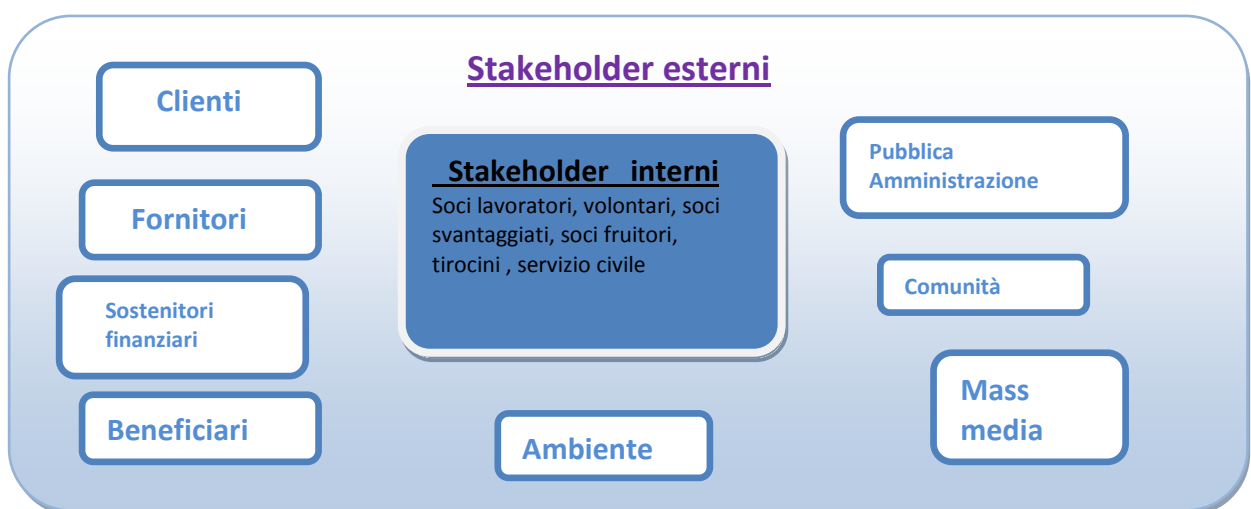 Stakeholder esterni
Clienti
Fornitori
Sostenitori
finanziari
Beneficiari
Stakeholder interni
Soci lavoratori, volontari, soci
svantaggiati, soci fruitori,
tirocini , servizio civile
Ambiente
Pubblica
Amministrazione
Comunità
Mass
media